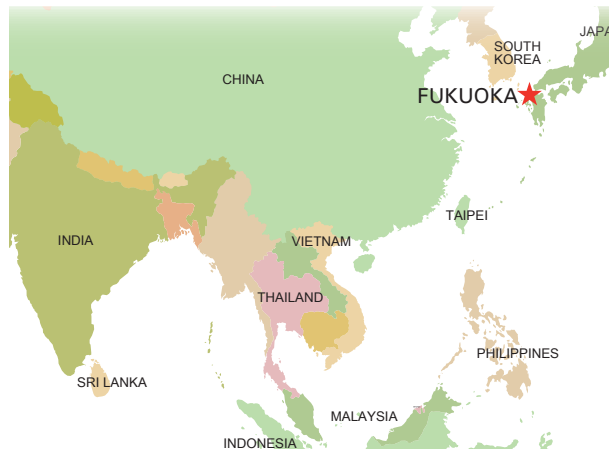 JAPA
SOUTH
KOREA
CHINA
FUKUOKA
TAIPEI
INDIA
VIETNAM
THAILAND
PHILIPPINES
SRI LANKA
MALAYSIA
INDONESIA